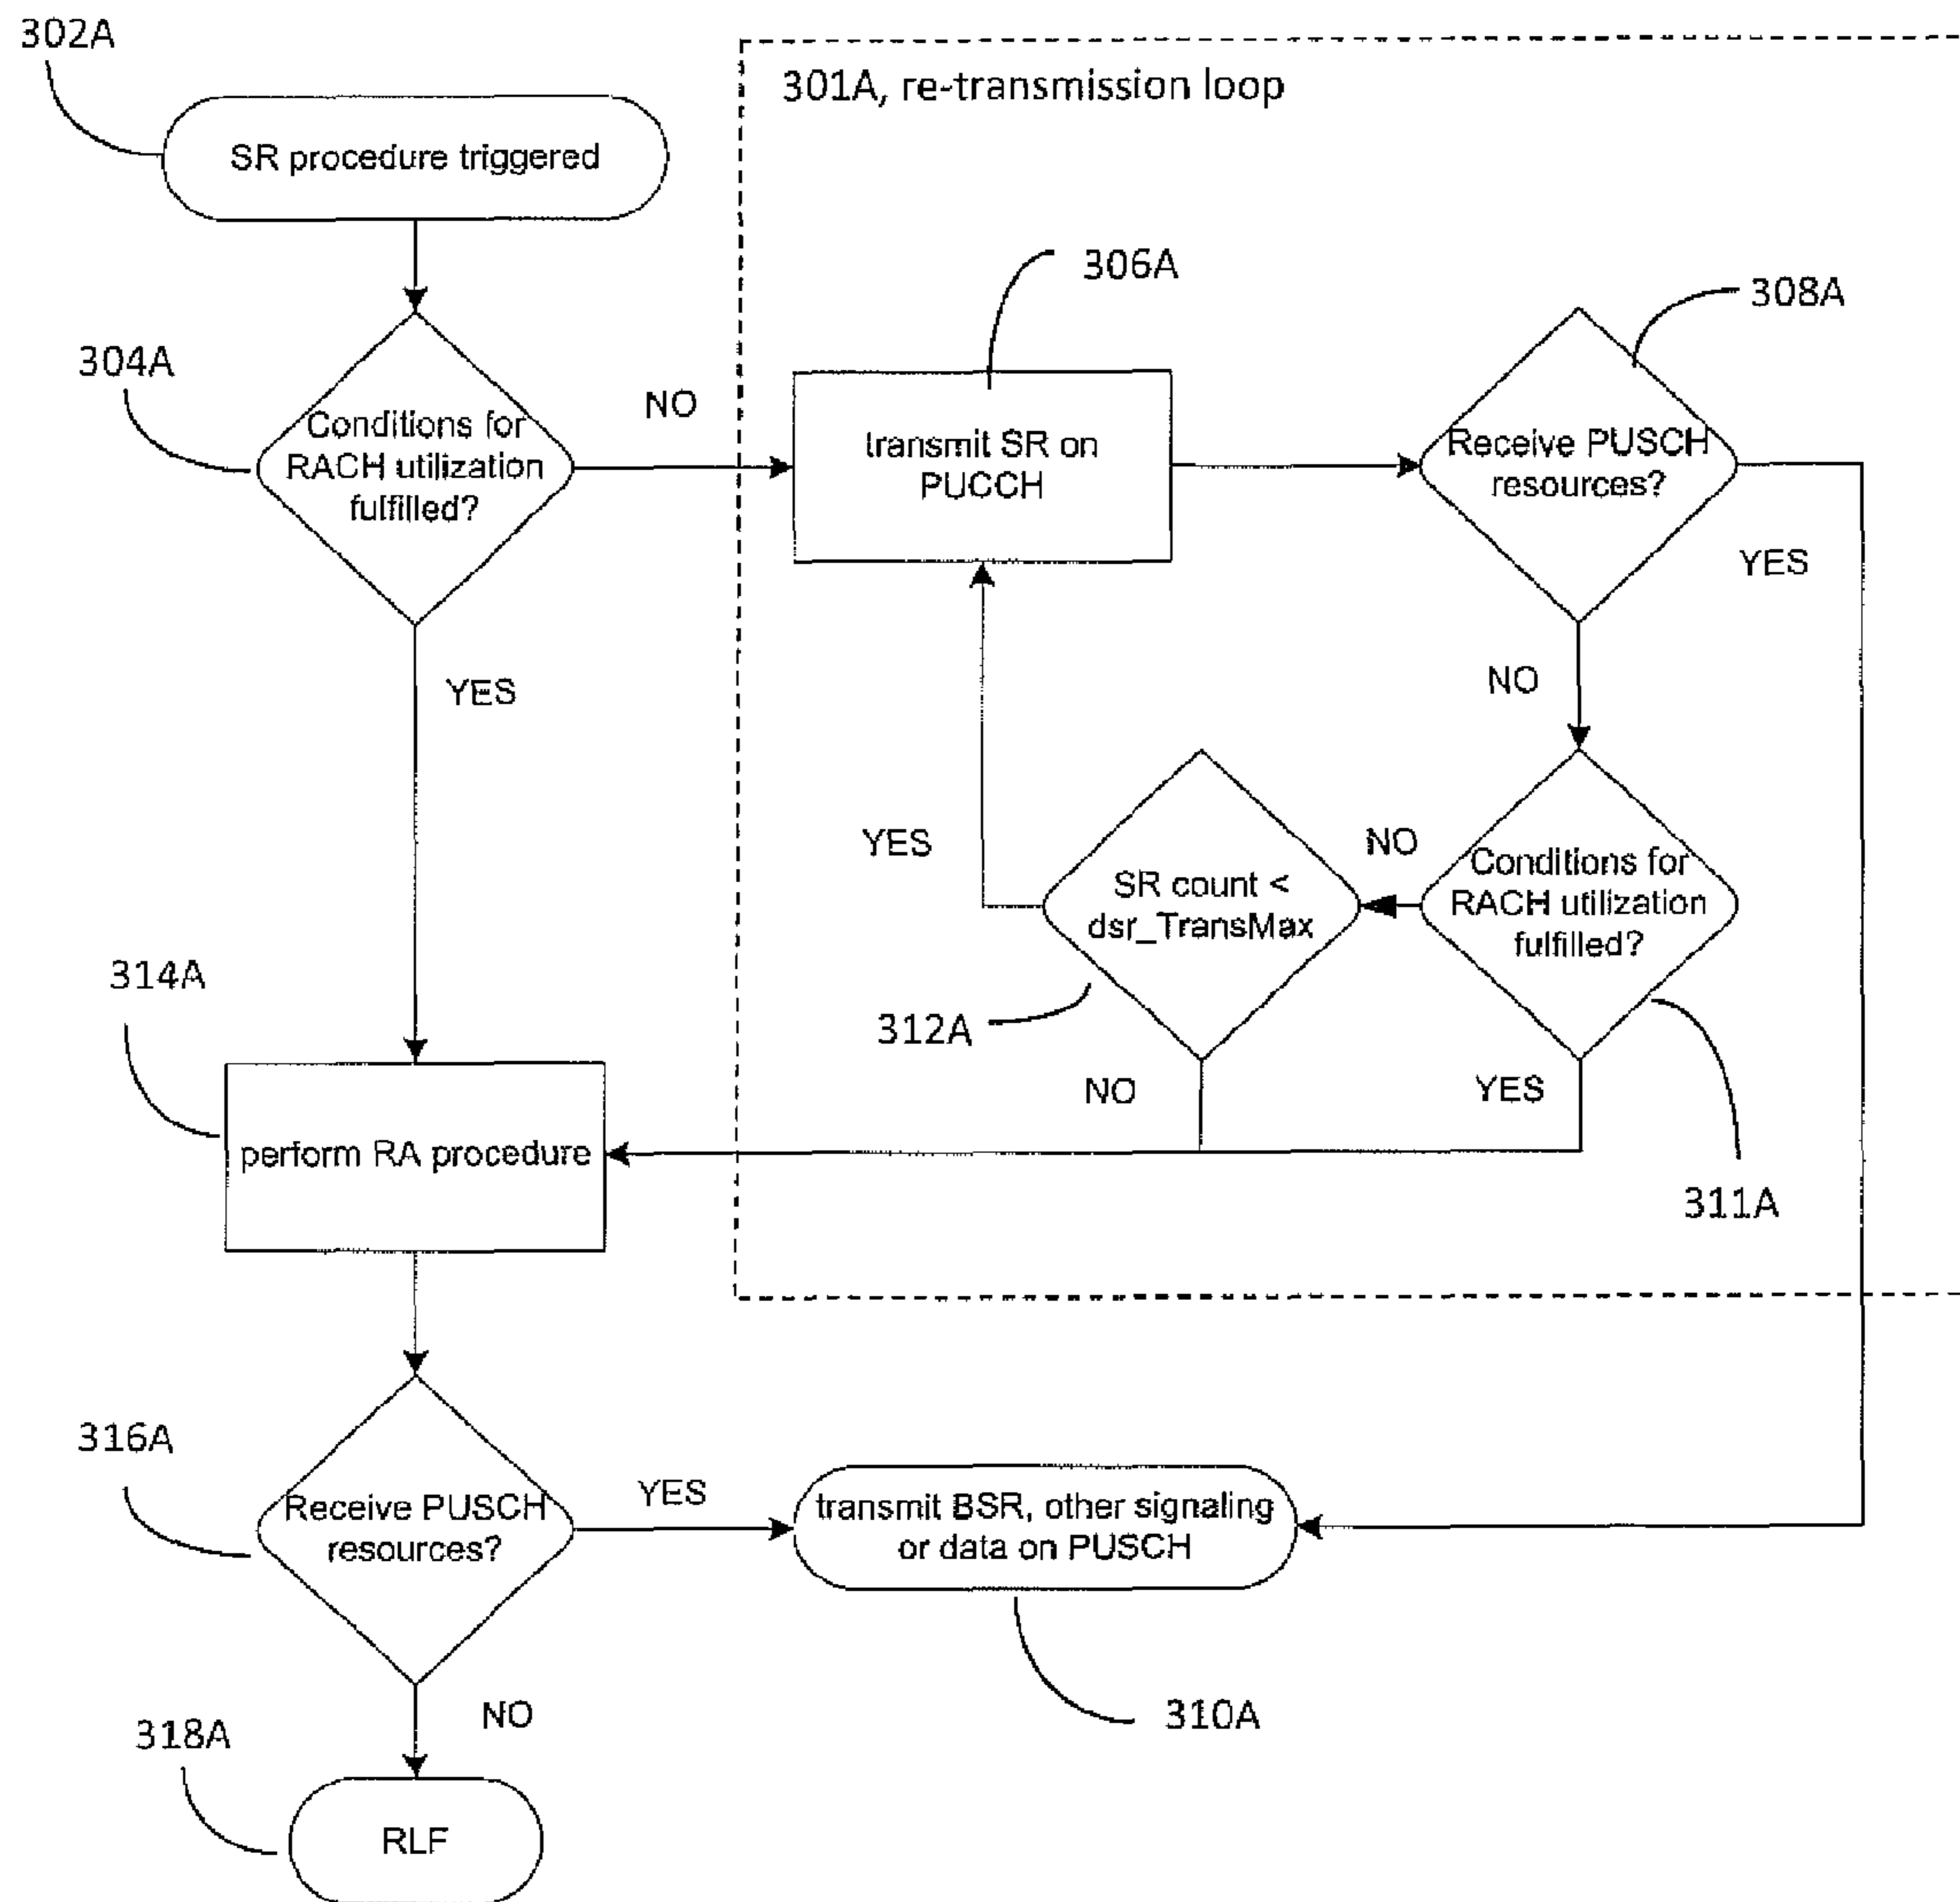 302A
301A, re-transmission loop
SR procedure triggered
306A
308A
304A
NO
Conditions for
RACH utilization
fulfilled?
transmit SR on
PUCCH
Receive PUSCH
resources?
YES
YES
NO
YES
NO
SR count <
dsr_TransMax
Conditions for
RACH utilization
fulfilled?
314A
312A
NO
YES
perform RA procedure
311A
316A
YES
Receive PUSCH
resources?
transmit BSR, other signaling
or data on PUSCH
NO
310A
318A
RLF